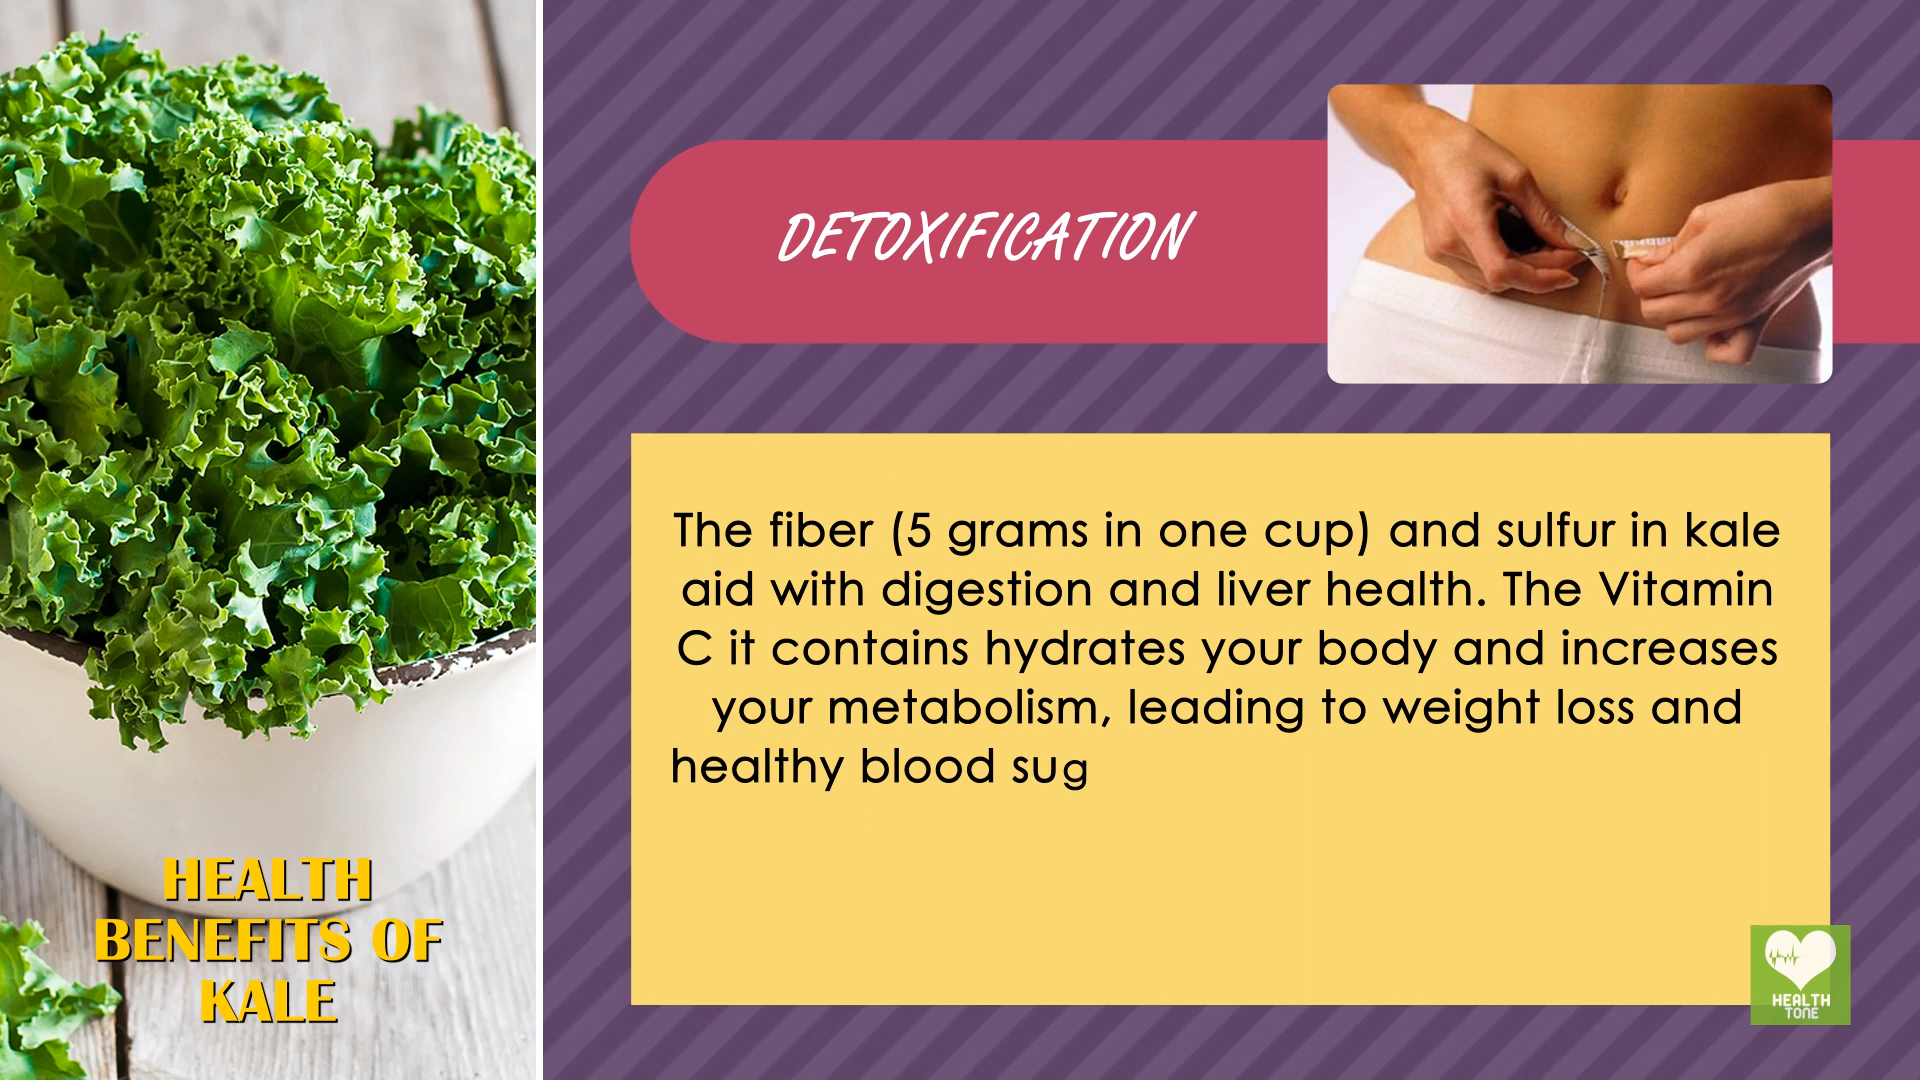 DETOXIFICATION
The fiber (5 grams in one cup) and sulfur in kale
aid with digestion and liver health. The Vitamin
C it contains hydrates your body and increases
your metabolism, leading to weight loss and
healthy blood sug
HEALTH
BENEFITS OF
KALE
HEALTH
TONE